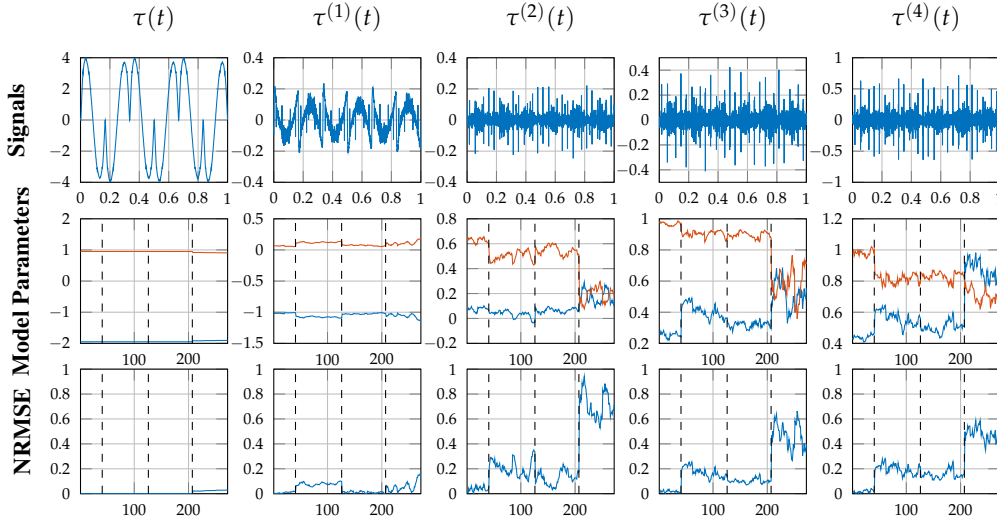 τ(t) τ⁽¹⁾(t) τ⁽²⁾(t) τ⁽³⁾(t) τ⁽⁴⁾(t)
Signals
4 2 0 −2 −4
0 0.2 0.4 0.6 0.8 1
0.4 0.2 0 −0.2 0.4
0 0.2 0.4 0.6 0.8 1
0.4 0.2 0 −0.2 −0.4
0 0.2 0.4 0.6 0.8 1
0.4 0.2 0 −0.2 −0.4
0 0.2 0.4 0.6 0.8 1
1 0.5 0 −0.5 −1
0 0.2 0.4 0.6 0.8
Model Parameters
2 1 0 −1 −2
100 200
0.5 0 −0.5 −1 −1.5
100 200
0.8 0.6 0.4 0.2 0 −0.2
100 200
1 0.8 0.6 0.4 0.2
100 200
1.2 1 0.8 0.6 0.4
100 200
NRMSE
1 0.8 0.6 0.4 0.2 0
100 200
1 0.8 0.6 0.4 0.2 0
100 200
1 0.8 0.6 0.4 0.2 0
100 200
1 0.8 0.6 0.4 0.2 0
100 200
1 0.8 0.6 0.4 0.2 0
100 200